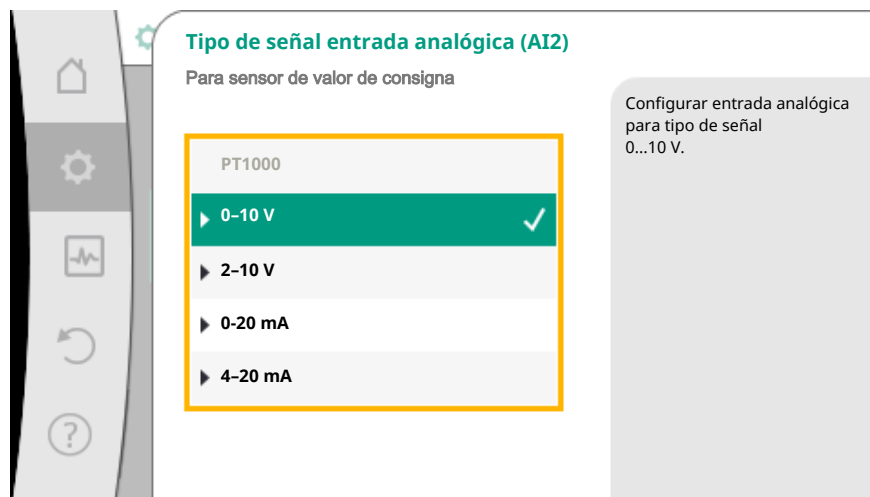 Tipo de señal entrada analógica (AI2)
Para sensor de valor de consigna
PT1000
0–10 V
2–10 V
0-20 mA
4–20 mA
Configurar entrada analógica
para tipo de señal
0...10 V.
?